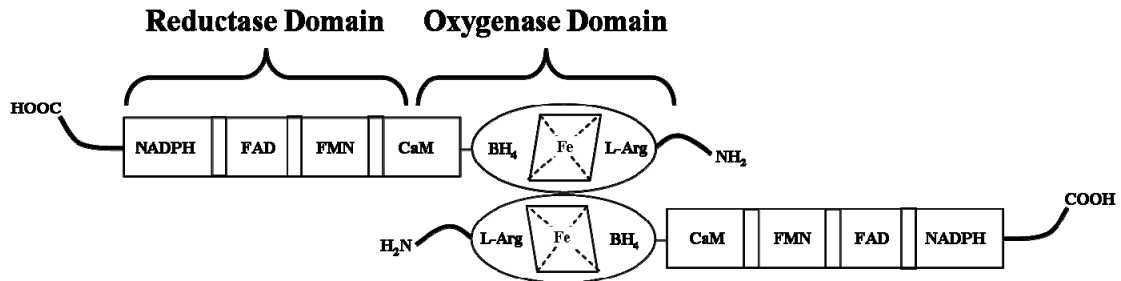 Reductase Domain Oxygenase Domain
HOOC
NADPH FAD FMN CaM BH4 Fe L-Arg NH2
H2N L-Arg Fe BH4 CaM FMN FAD NADPH COOH